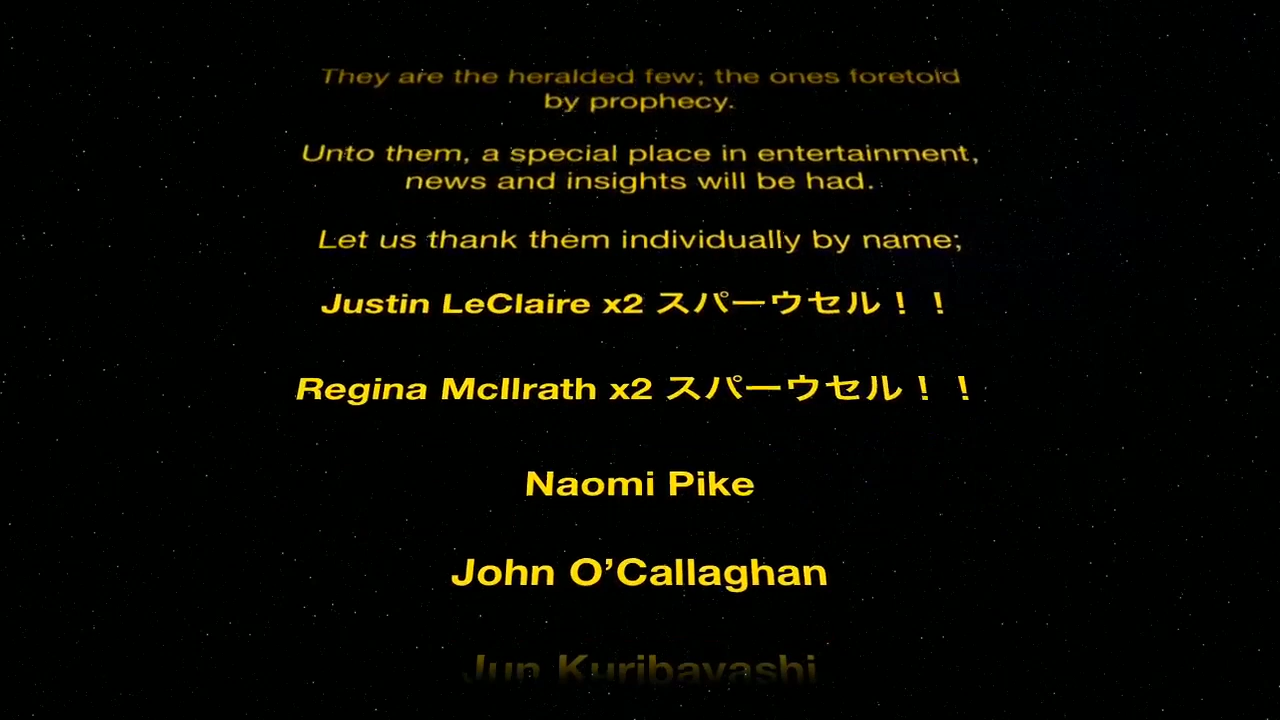 They are the heralded few; the ones foretold
by prophecy.
Unto them, a special place in entertainment,
news and insights will be had.
Let us thank them individually by name;
Justin LeClaire x2 スパーウセル！！
Regina McIlrath x2 スパーウセル！！
Naomi Pike
John O’Callaghan
Jun Kuribayashi